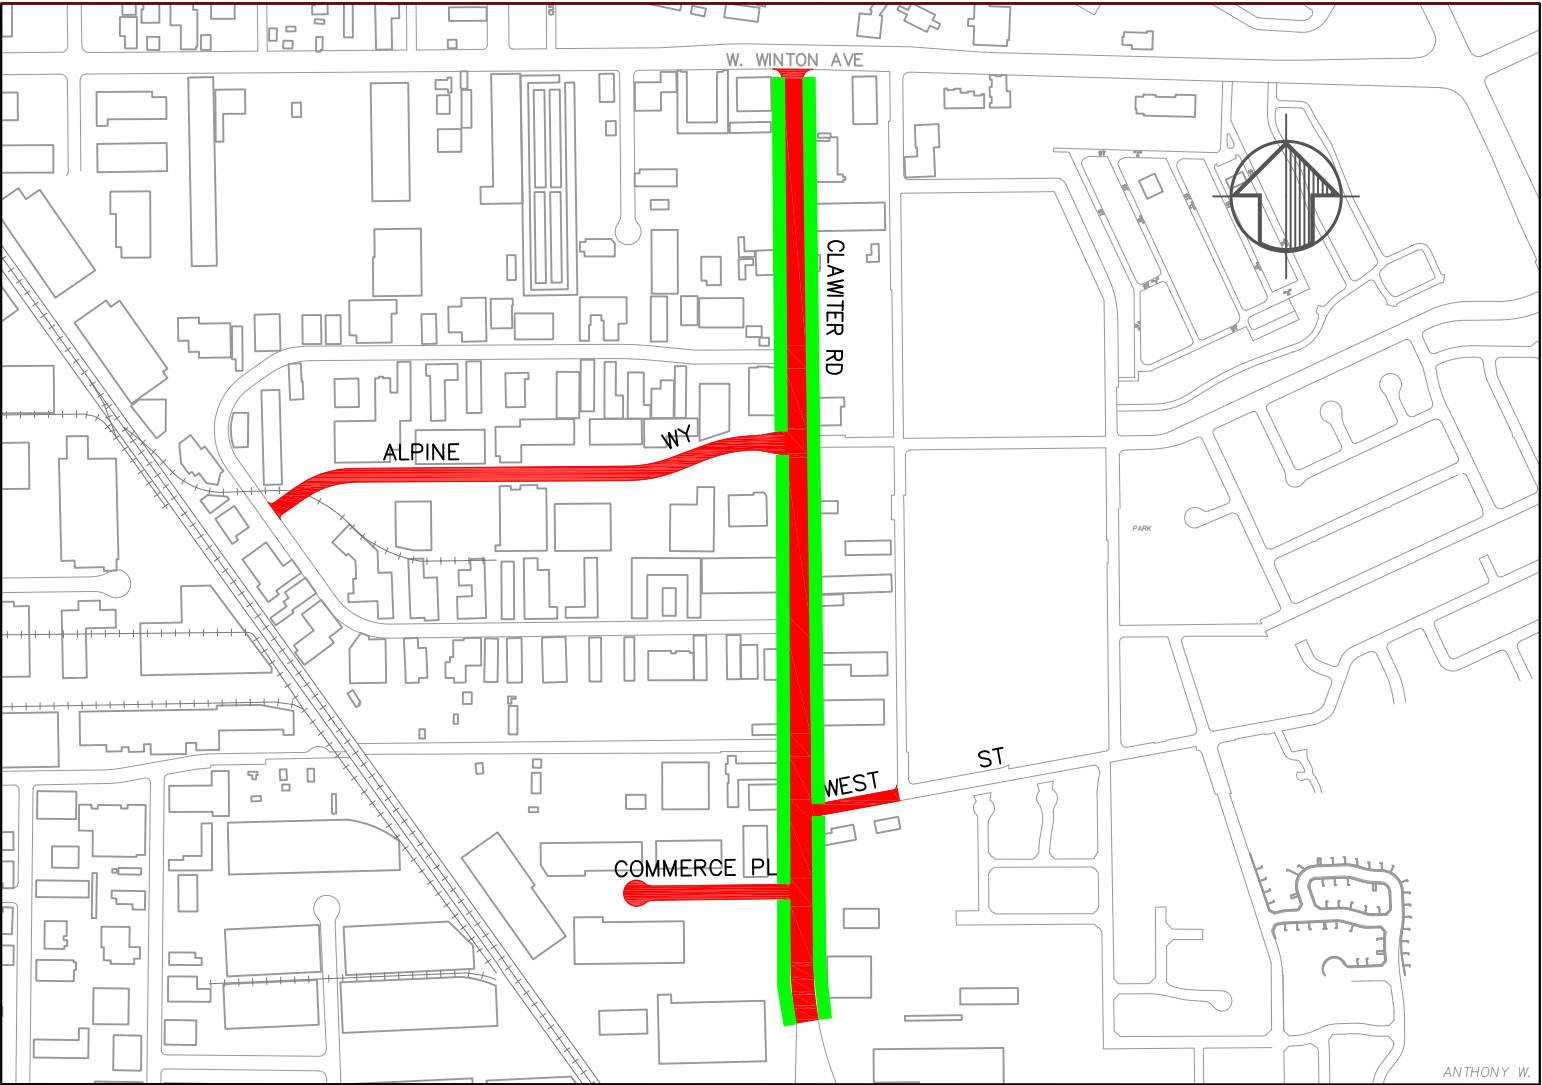 W. WINTON AVE
CLAWITER RD
ALPINE WY
PARK
WEST ST
COMMERCE PL
ANTHONY W.